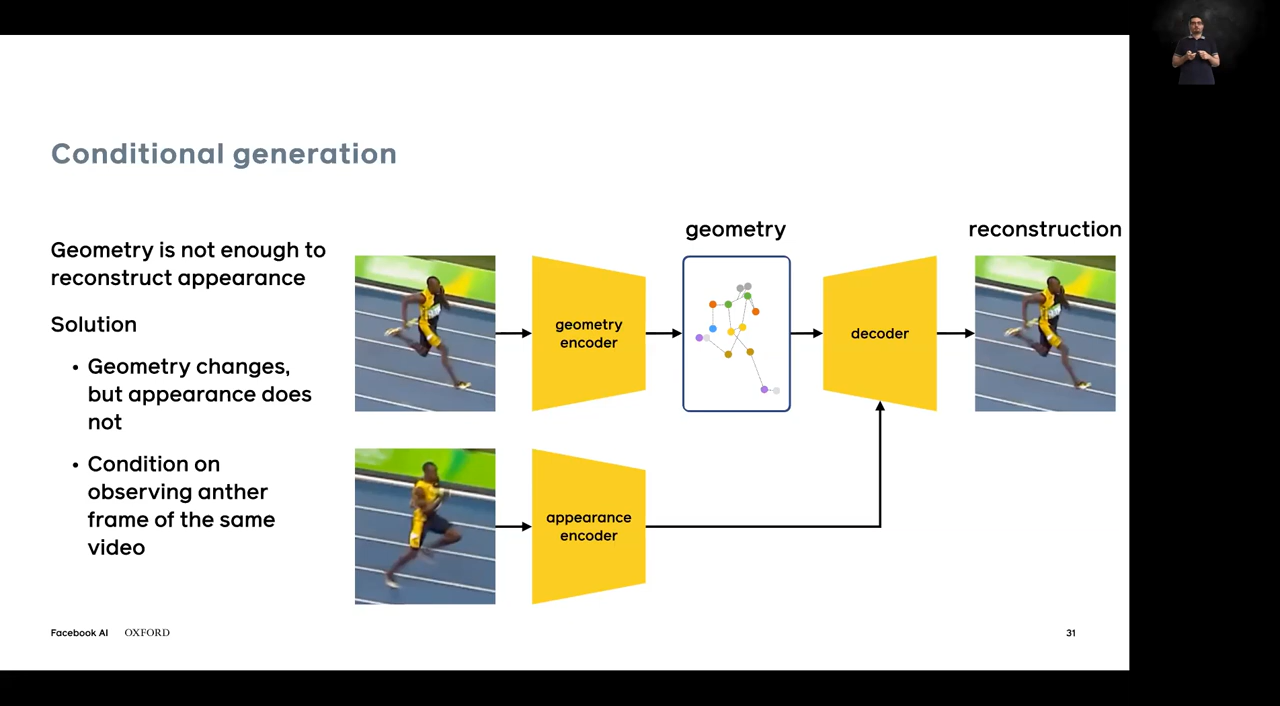 Conditional generation
Geometry is not enough to
reconstruct appearance
Solution
• Geometry changes,
but appearance does
not
• Condition on
observing anther
frame of the same
video
geometry
reconstruction
geometry
encoder
decoder
appearance
encoder
Facebook AI OXFORD
31